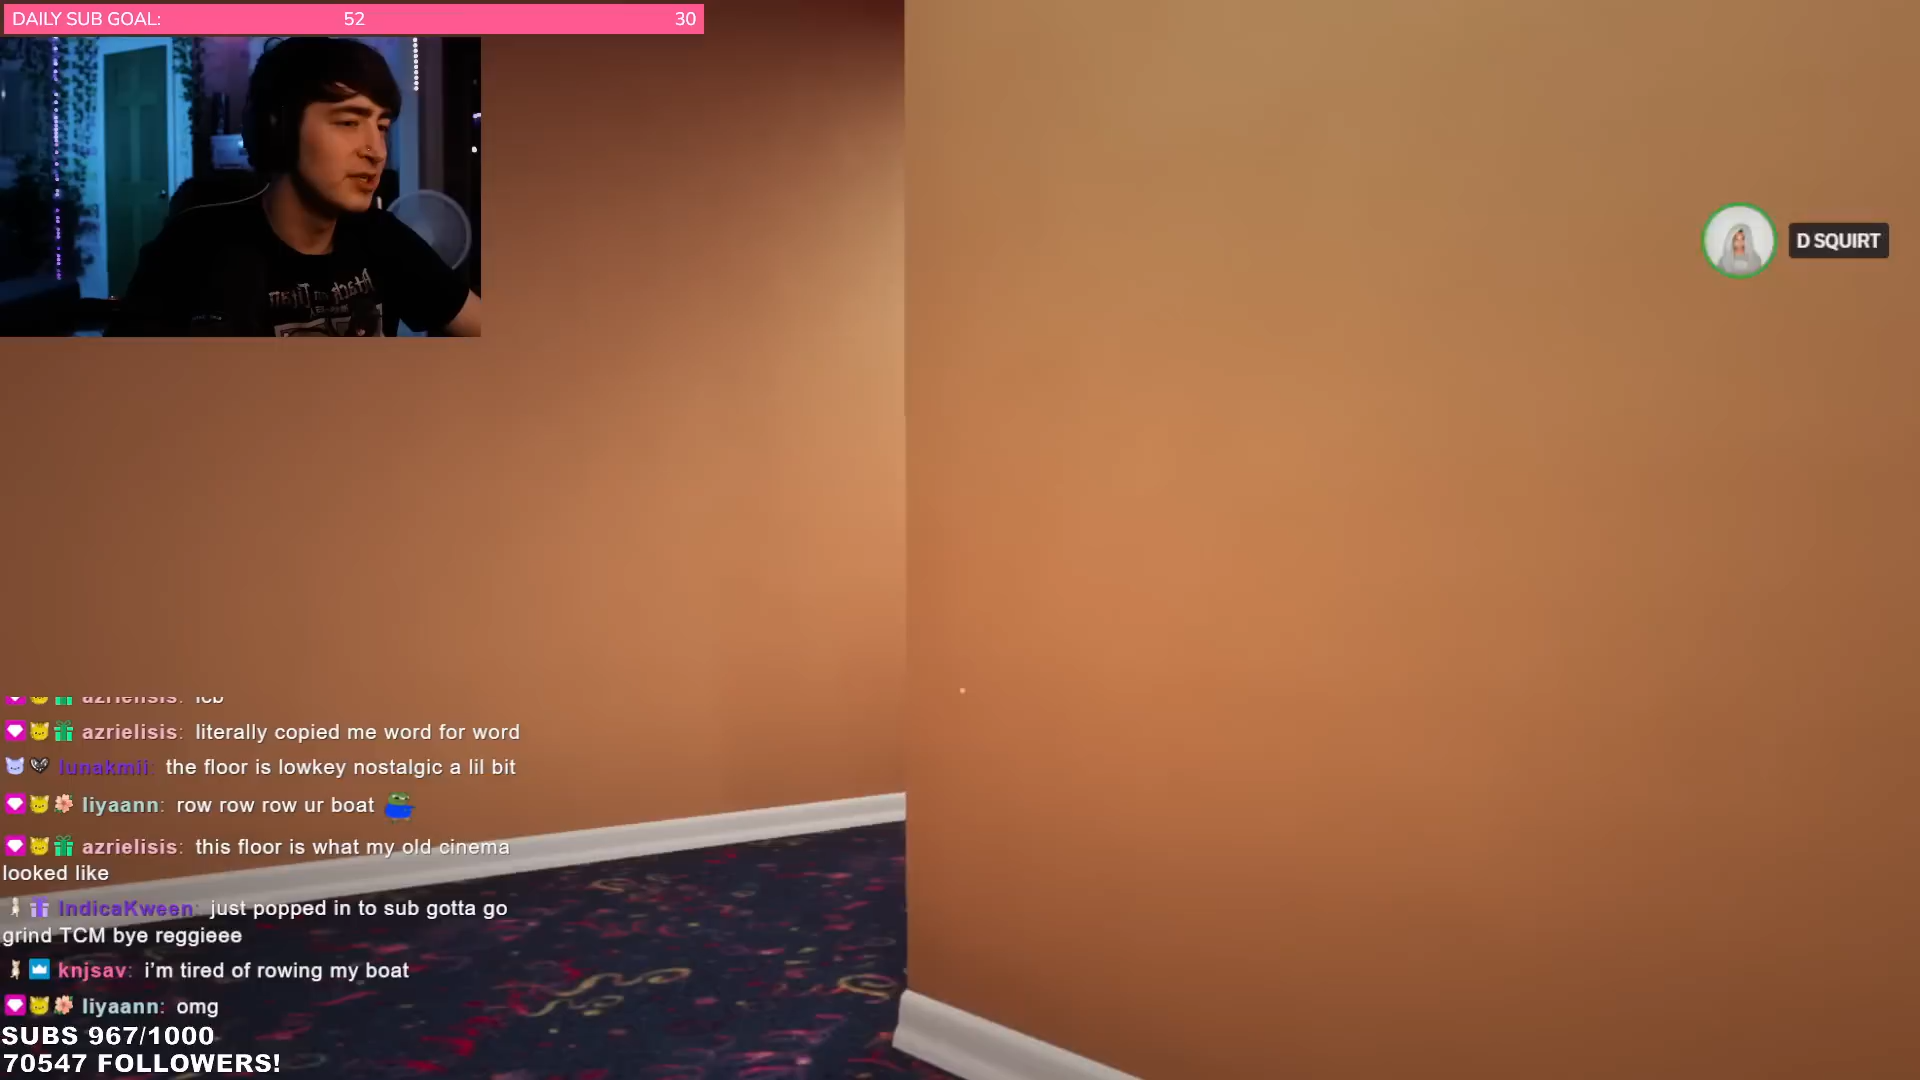 DAILY SUB GOAL: 52 30
D SQUIRT
azrielisis: icb
azrielisis: literally copied me word for word
lunakmii: the floor is lowkey nostalgic a lil bit
liyaann: row row row ur boat
azrielisis: this floor is what my old cinema
looked like
IndicaKween: just popped in to sub gotta go
grind TCM bye reggieee
knjsav: i'm tired of rowing my boat
liyaann: omg
SUBS 967/1000
70547 FOLLOWERS!